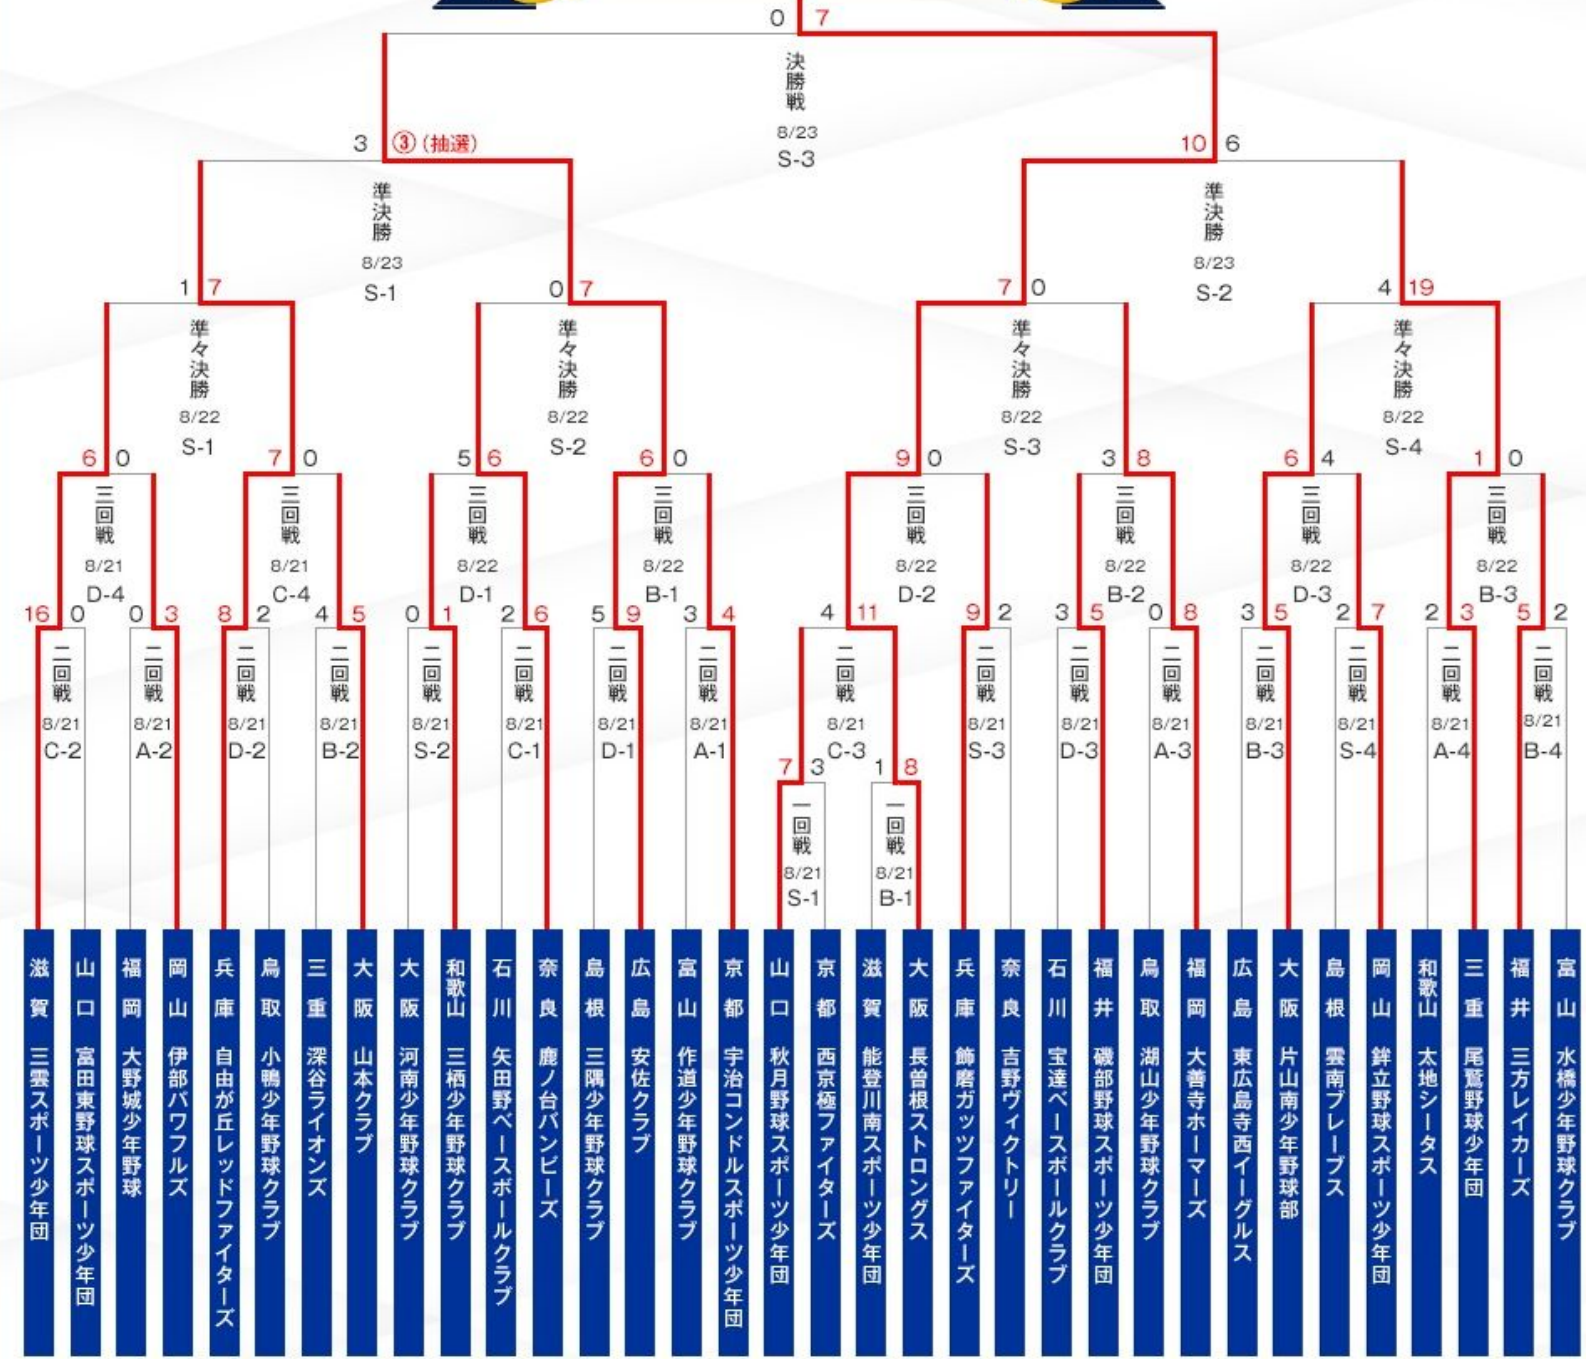 0 7
決勝戦
8/23
S-3
3 ③(抽選)
10 6
準決勝
8/23
S-1
準決勝
8/23
S-2
1 7
0 7
7 0
4 19
準々決勝
8/22
S-1
準々決勝
8/22
S-2
準々決勝
8/22
S-3
準々決勝
8/22
S-4
6 0
7 0
5 6
6 0
9 0
3 8
6 4
1 0
三回戦
8/21
D-4
三回戦
8/21
C-4
三回戦
8/22
D-1
三回戦
8/22
B-1
三回戦
8/22
D-2
三回戦
8/22
B-2
三回戦
8/22
D-3
三回戦
8/22
B-3
16 0
0 3
8 2
4 5
0 1
2 6
5 9
3 4
4 11
9 2
3 5
0 8
3 5
2 7
2 3
5 2
二回戦
8/21
C-2
二回戦
8/21
A-2
二回戦
8/21
D-2
二回戦
8/21
B-2
二回戦
8/21
S-2
二回戦
8/21
C-1
二回戦
8/21
D-1
二回戦
8/21
A-1
二回戦
8/21
C-3
二回戦
8/21
S-3
二回戦
8/21
D-3
二回戦
8/21
A-3
二回戦
8/21
B-3
二回戦
8/21
S-4
二回戦
8/21
A-4
二回戦
8/21
B-4
7 3
1 8
一回戦
8/21
S-1
一回戦
8/21
B-1
滋賀 三雲スポーツ少年団
山口 富田東野球スポーツ少年団
福岡 大野城少年野球
岡山 伊部パワフルズ
兵庫 自由が丘レッドファイターズ
鳥取 小鴨少年野球クラブ
三重 深谷ライオンズ
大阪 山本クラブ
大阪 河南少年野球クラブ
和歌山 三栖少年野球クラブ
石川 矢田野ベースボールクラブ
奈良 鹿ノ台バンビーズ
島根 三隅少年野球クラブ
広島 安佐クラブ
富山 作道少年野球クラブ
京都 宇治コンドルスポーツ少年団
山口 秋月野球スポーツ少年団
京都 西京極ファイターズ
滋賀 能登川南スポーツ少年団
大阪 長曽根ストロングス
兵庫 飾磨ガッツファイターズ
奈良 吉野ヴィクトリー
石川 宝達ベースボールクラブ
福井 磯部野球スポーツ少年団
鳥取 湖山少年野球クラブ
福岡 大善寺ホーマーズ
広島 東広島寺西イーグルス
大阪 片山南少年野球部
島根 雲南ブレーブス
岡山 鉾立野球スポーツ少年団
和歌山 太地シータス
三重 尾鷲野球少年団
福井 三方レイカーズ
富山 水橋少年野球クラブ